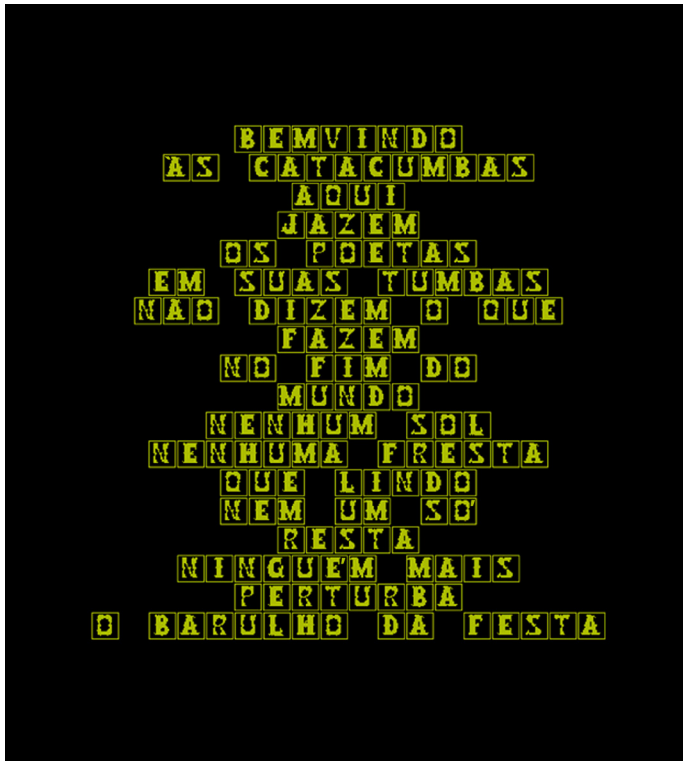 BEMVINDO
ÀS CATACUMBAS
AQUI
JAZEM
OS POETAS
EM SUAS TUMBAS
NÃO DIZEM O QUE
FAZEM
NO FIM DO
MUNDO
NENHUM SOL
NENHUMA FRESTA
QUE LINDO
NEM UM SÓ
RESTA
NINGUÉM MAIS
PERTURBA
O BARULHO DA FESTA